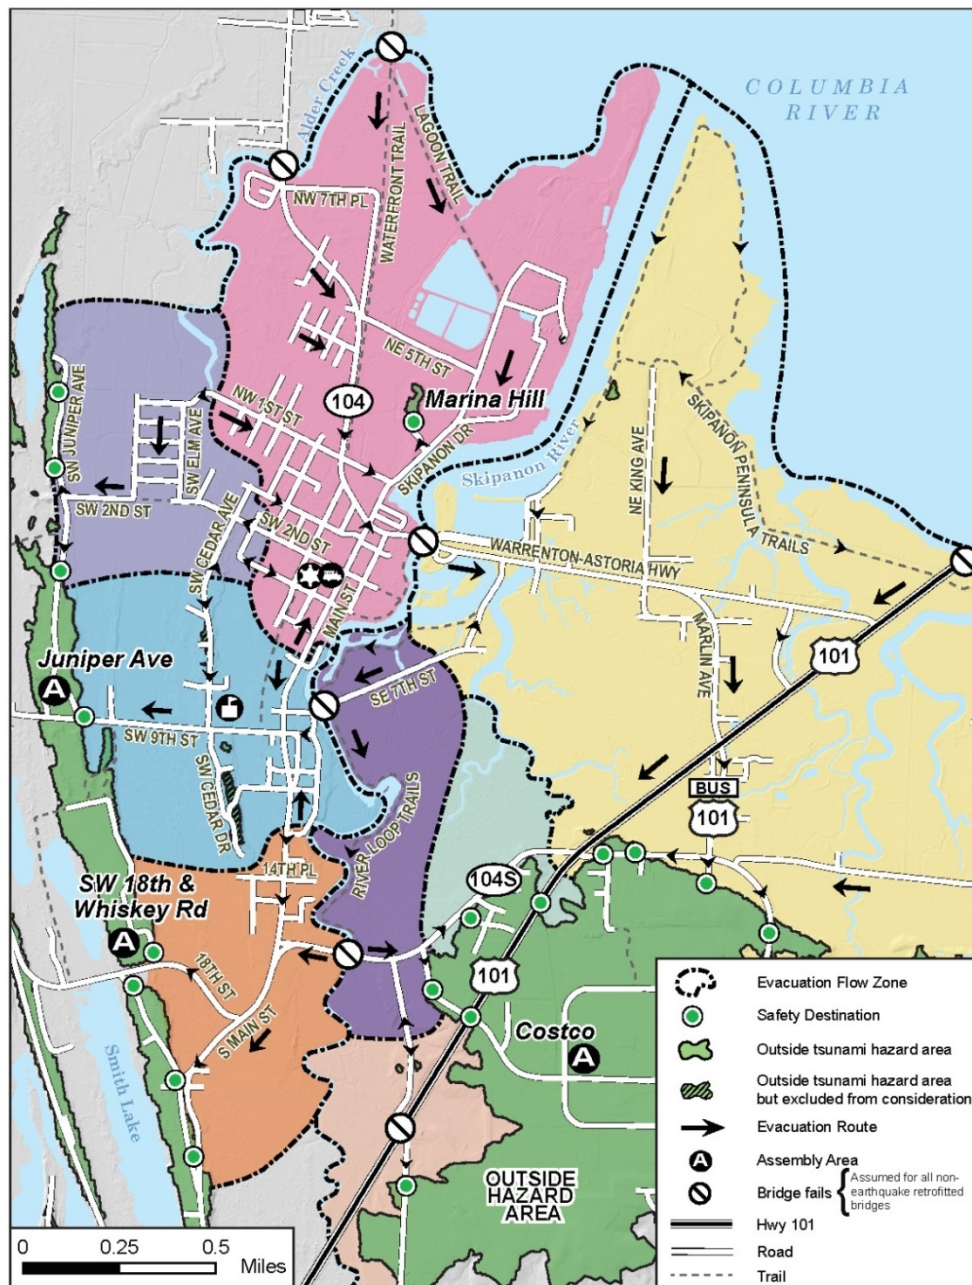 COLUMBIA
RIVER
Alder Creek
LAGOON TRAIL
WATERFRONT TRAIL
NW 7TH PL
NE 5TH ST
104
Marina Hill
NW 1ST ST
SKIPANON DR
Skipanon River
SW JUNIPER AVE
SW ELM AVE
SW 2ND ST
SW CEDAR AVE
SW 2ND ST
MAIN ST
NE KING AVE
SKIPANON PENINSULA TRAILS
WARRENTON-ASTORIA HWY
MARLIN AVE
101
Juniper Ave
A
SE 7TH ST
SW 9TH ST
SW CEDAR DR
RIVER LOOP TRAILS
BUS
101
14TH PL
104S
SW 18th &
Whiskey Rd
A
18TH ST
S MAIN ST
101
Costco
A
Smith Lake
OUTSIDE
HAZARD
AREA
Evacuation Flow Zone
Safety Destination
Outside tsunami hazard area
Outside tsunami hazard area
but excluded from consideration
Evacuation Route
A Assembly Area
Bridge fails { Assumed for all non-
earthquake retrofitted
bridges
Hwy 101
Road
Trail
0 0.25 0.5
Miles